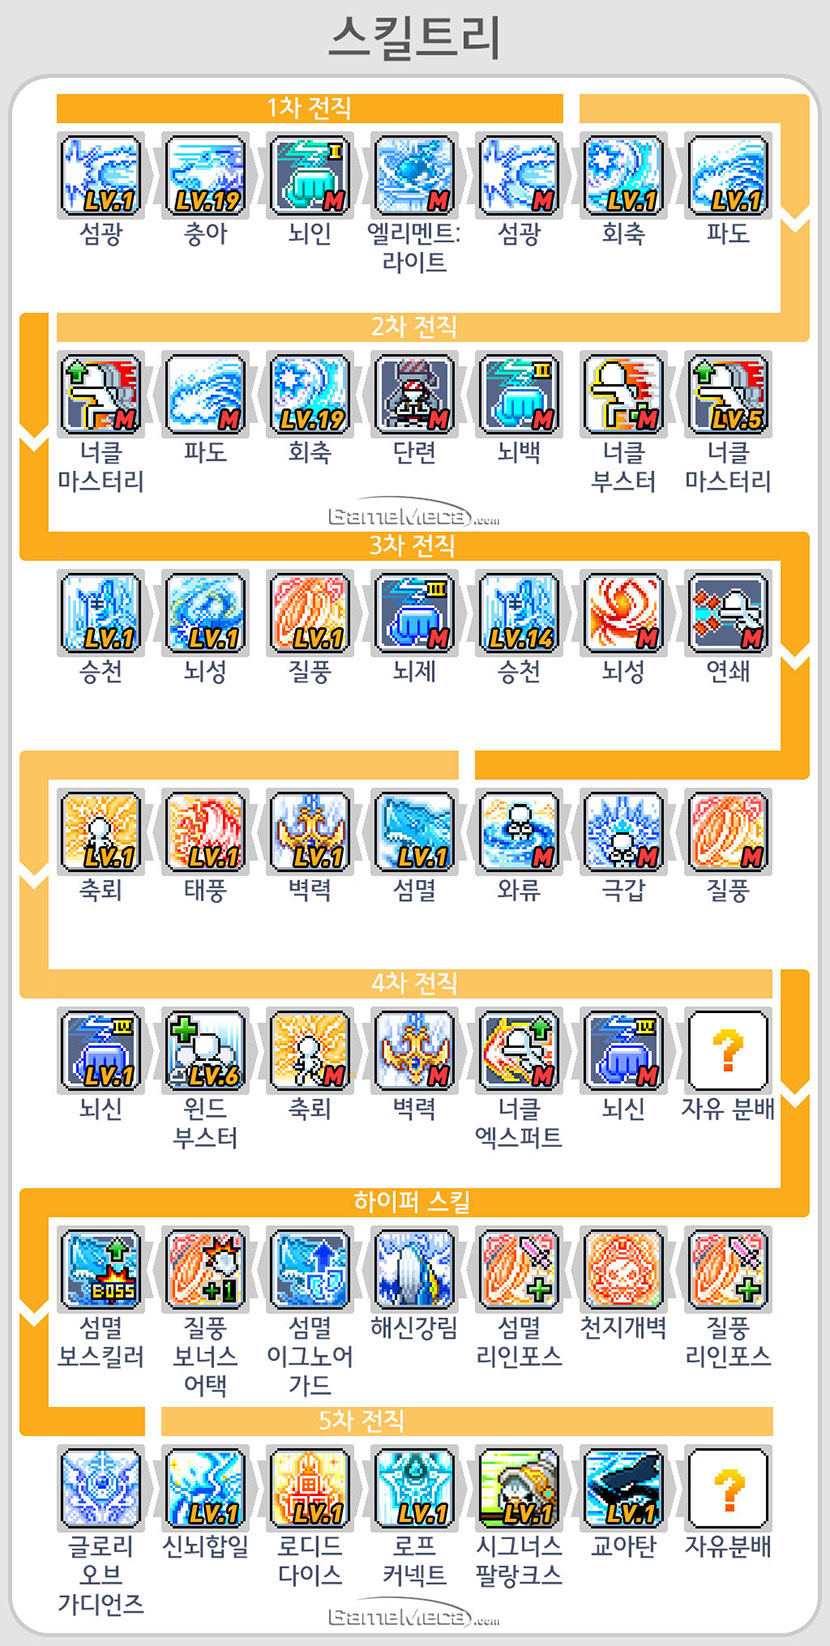 스킬트리
1차 전직
LV.1 LV.19 I M M M LV.1 LV.1
섬광 충아 뇌인 엘리멘트: 섬광 회축 파도
라이트
2차 전직
M M LV.19 M II M M LV.5
너클 파도 회축 단련 뇌백 너클 너클
마스터리 부스터 마스터리
GameMeca.com
3차 전직
LV.1 LV.1 LV.1 III M LV.14 M M
승천 뇌성 질풍 뇌제 승천 뇌성 연쇄
LV.1 LV.1 LV.1 LV.1 M M M
축뢰 태풍 벽력 섬멸 와류 극갑 질풍
4차 전직
IV LV.1 LV.6 M M M IV M ?
뇌신 윈드 축뢰 벽력 너클 뇌신 자유 분배
부스터 엑스퍼트
하이퍼 스킬
BOSS +1
섬멸 질풍 섬멸 해신강림 섬멸 천지개벽 질풍
보스킬러 보너스 이그노어 리인포스 리인포스
어택 가드
5차 전직
LV.1 LV.1 LV.1 LV.1 LV.1 ?
글로리 신뇌합일 로디드 로프 시그너스 교아탄 자유분배
오브 다이스 커넥트 팔랑크스
가디언즈
GameMeca.com